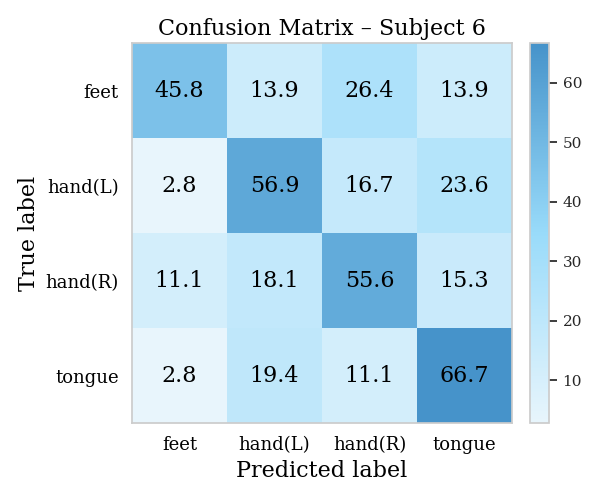 Confusion Matrix – Subject 6
feet 45.8 13.9 26.4 13.9
hand(L) 2.8 56.9 16.7 23.6
hand(R) 11.1 18.1 55.6 15.3
tongue 2.8 19.4 11.1 66.7
feet hand(L) hand(R) tongue
Predicted label
True label
60
50
40
30
20
10